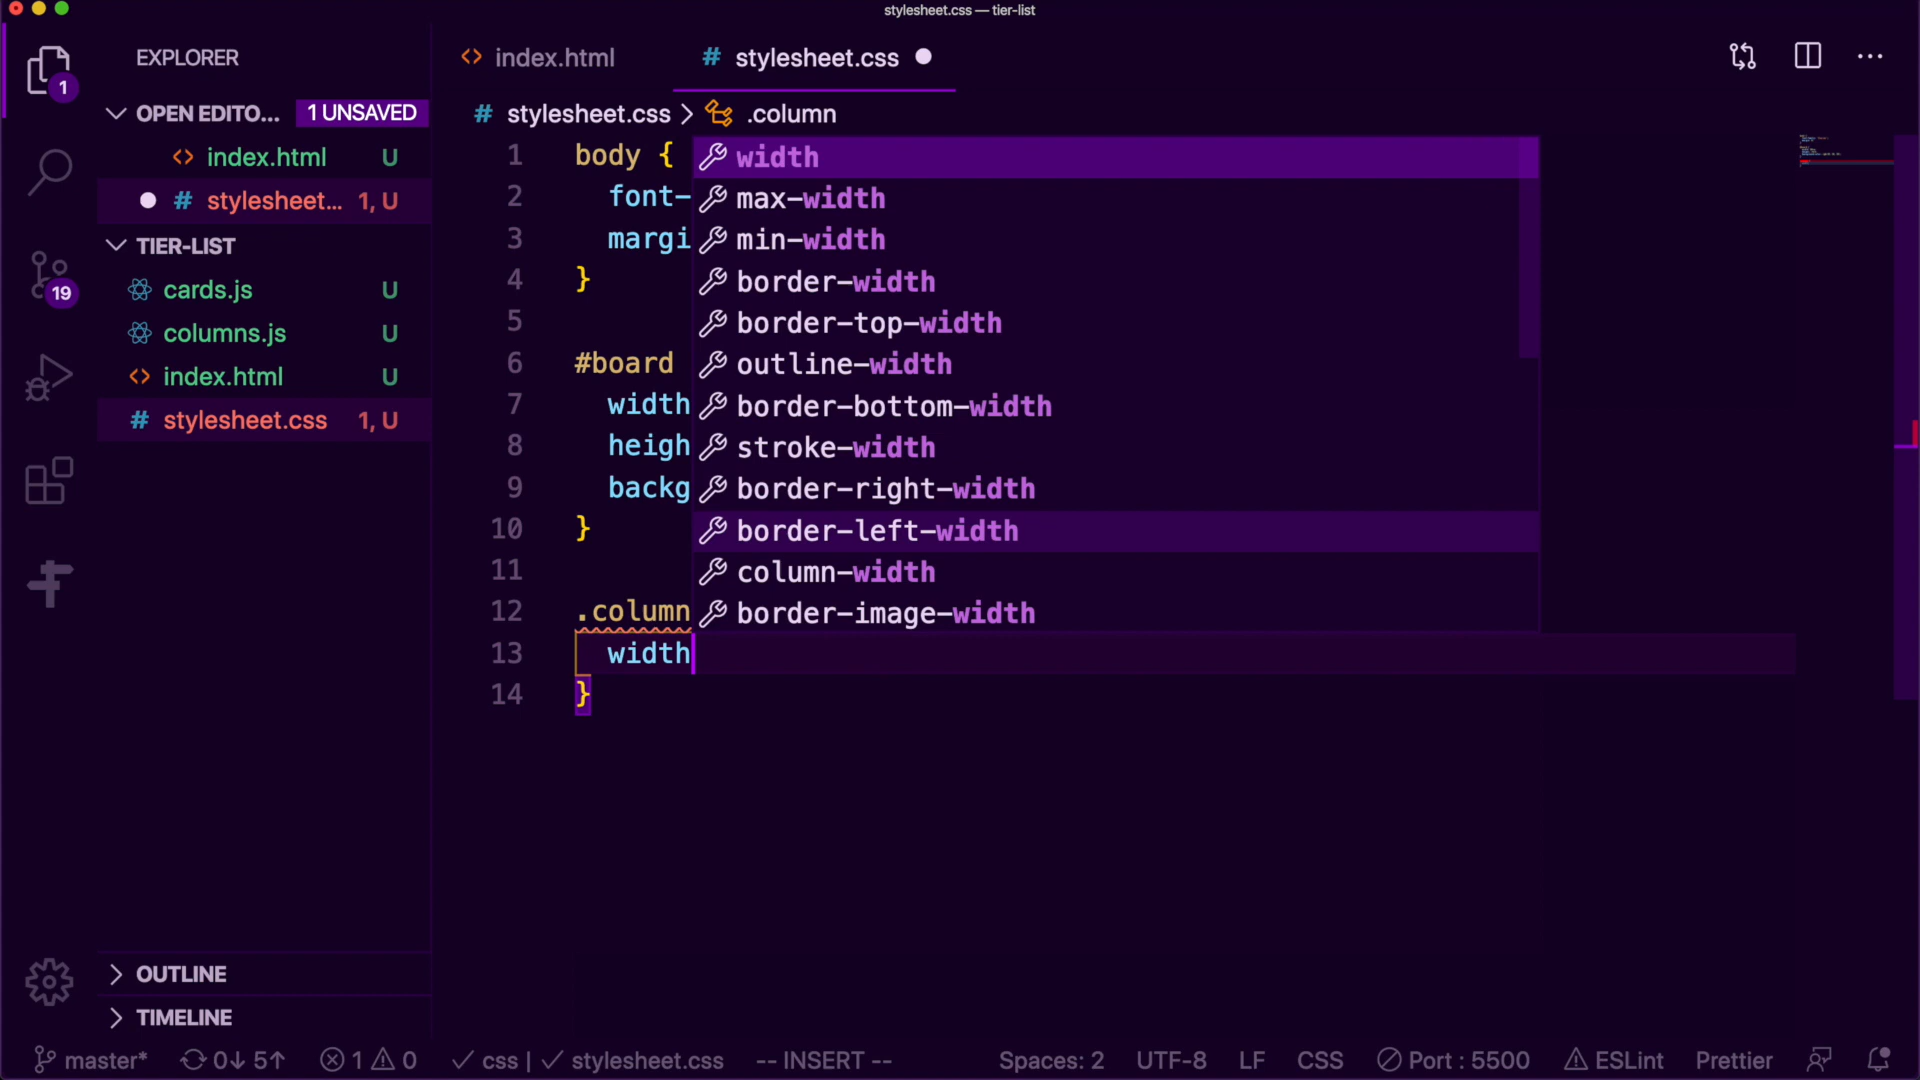 stylesheet.css — tier-list
EXPLORER
OPEN EDITO... 1 UNSAVED
index.html U
stylesheet... 1, U
TIER-LIST
cards.js U
columns.js U
index.html U
stylesheet.css 1, U
OUTLINE
TIMELINE
1
19
index.html
stylesheet.css
stylesheet.css > .column
1 body {
2 font-
3 margi
4 }
5
6 #board
7 width
8 heigh
9 backg
10 }
11
12 .column
13 width
14 }
width
max-width
min-width
border-width
border-top-width
outline-width
border-bottom-width
stroke-width
border-right-width
border-left-width
column-width
border-image-width
master* 0↓ 5↑ 1 0 css | stylesheet.css -- INSERT -- Spaces: 2 UTF-8 LF CSS Port : 5500 ESLint Prettier